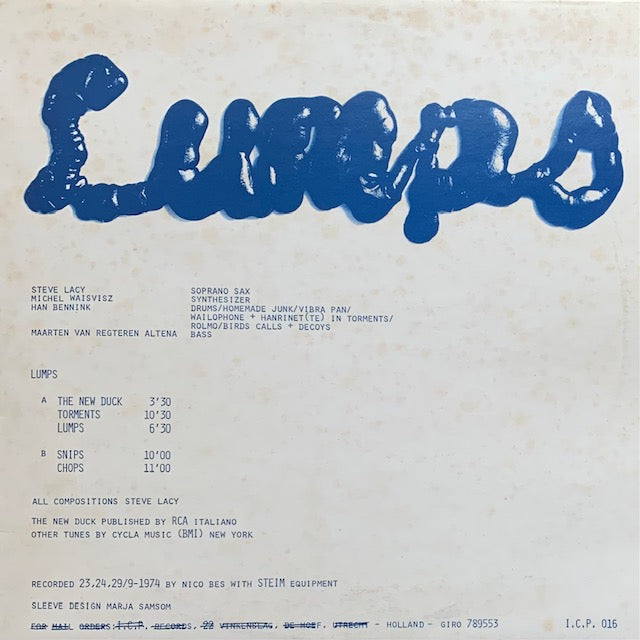 Lumps
STEVE LACY SOPRANO SAX
MICHEL WAISVISZ SYNTHESIZER
HAN BENNINK DRUMS/HOMEMADE JUNK/VIBRA PAN/
WAILOPHONE + HANRINET(TE) IN TORMENTS/
ROLMO/BIRDS CALLS + DECOYS
MAARTEN VAN REGTEREN ALTENA BASS
LUMPS
A THE NEW DUCK 3'30
TORMENTS 10'30
LUMPS 6'30
B SNIPS 10'00
CHOPS 11'00
ALL COMPOSITIONS STEVE LACY
THE NEW DUCK PUBLISHED BY RCA ITALIANO
OTHER TUNES BY CYCLA MUSIC (BMI) NEW YORK
RECORDED 23,24,29/9-1974 BY NICO BES WITH STEIM EQUIPMENT
SLEEVE DESIGN MARJA SAMSOM
FOR MAIL ORDERS: I.C.P. RECORDS, 22 VINKENSLAG, DE HOEF, UTRECHT - HOLLAND - GIRO 789553 I.C.P. 016